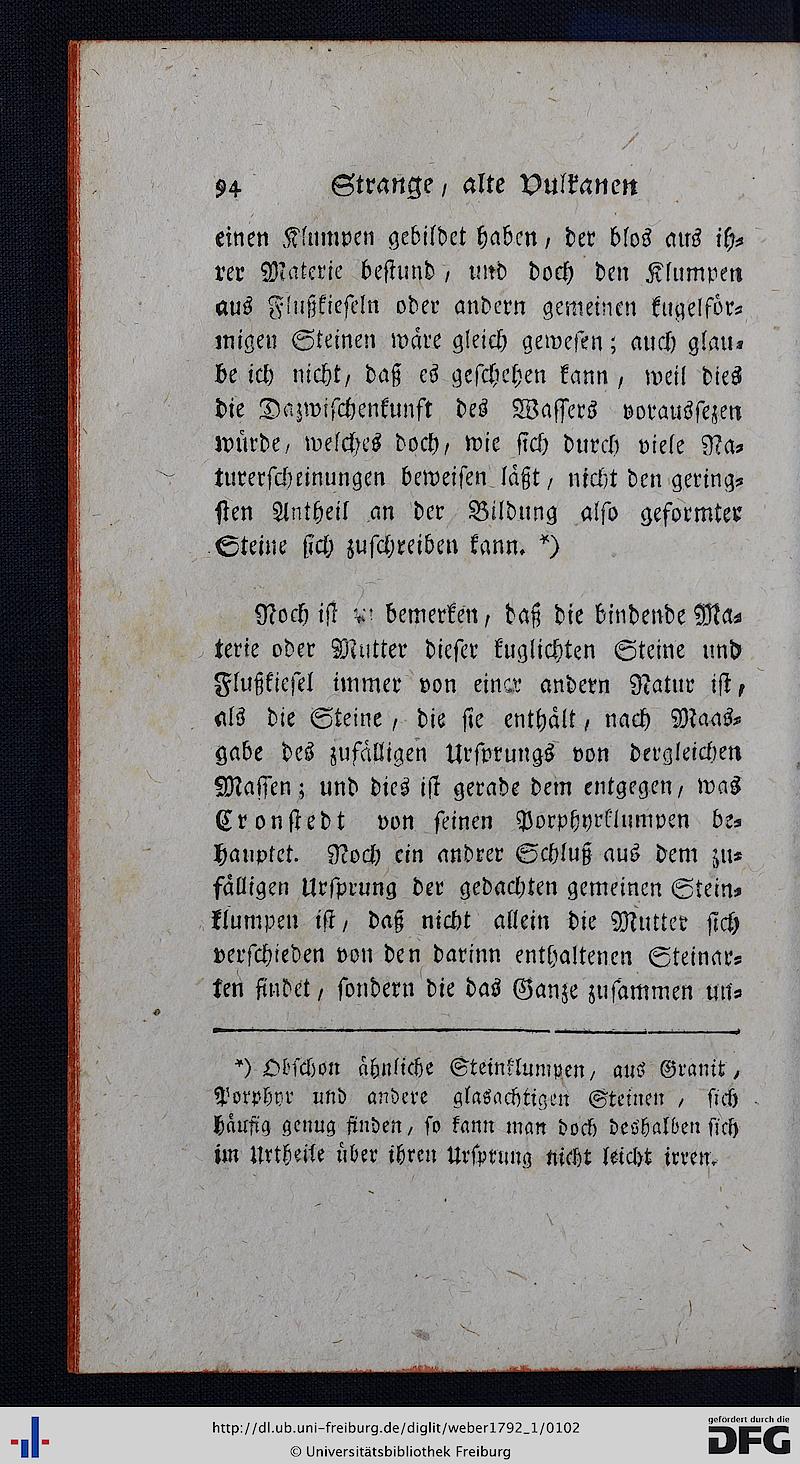 94 Strange, alte Vulkanen
einen Klumpen gebildet haben, der blos aus ih-
rer Materie bestund, und doch den Klumpen
aus Flußkieseln oder andern gemeinen kugelför-
migen Steinen wäre gleich gewesen; auch glau-
be ich nicht, daß es geschehen kann, weil dies
die Dazwischenkunft des Wassers voraussezen
würde, welches doch, wie sich durch viele Na-
turerscheinungen beweisen läßt, nicht den gering-
sten Antheil an der Bildung also geformter
Steine sich zuschreiben kann. *)
Noch ist zu bemerken, daß die bindende Ma-
terie oder Mutter dieser kuglichten Steine und
Flußkiesel immer von einer andern Natur ist,
als die Steine, die sie enthält, nach Maas-
gabe des zufälligen Ursprungs von dergleichen
Massen; und dies ist gerade dem entgegen, was
Cronstedt von seinen Porphyrklumpen be-
hauptet. Noch ein andrer Schluß aus dem zu-
fälligen Ursprung der gedachten gemeinen Stein-
klumpen ist, daß nicht allein die Mutter sich
verschieden von den darinn enthaltenen Steinar-
ten findet, sondern die das Ganze zusammen un-
*) Obschon ähnliche Steinklumpen, aus Granit,
Porphyr und andere glasachtigen Steinen, sich
häufig genug finden, so kann man doch deshalben sich
im Urtheile über ihren Ursprung nicht leicht irren.
http://dl.ub.uni-freiburg.de/diglit/weber1792_1/0102
© Universitätsbibliothek Freiburg
gefördert durch die
DFG